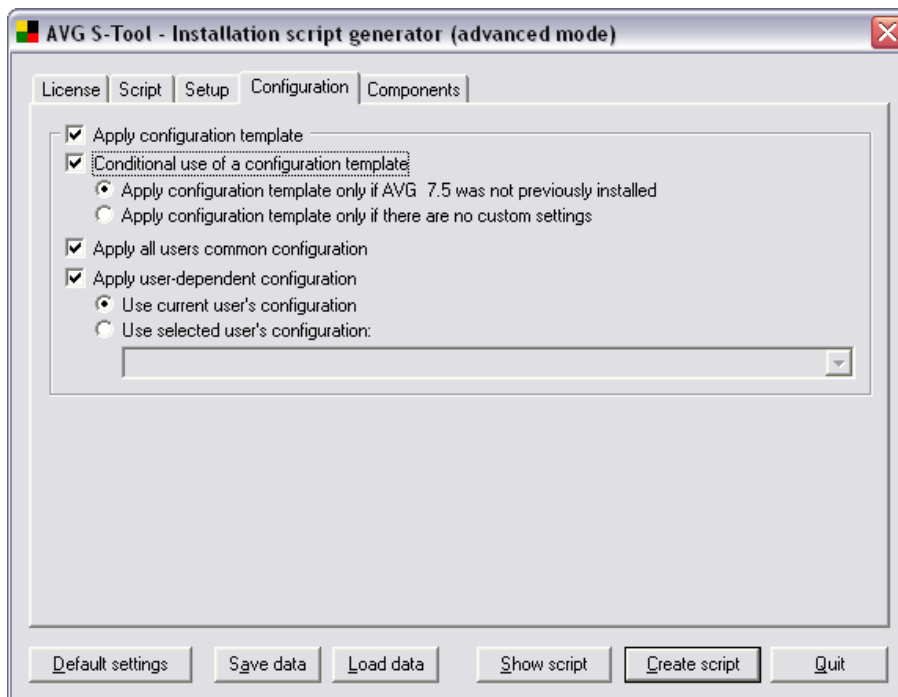 AVG S-Tool - Installation script generator (advanced mode)
License Script Setup Configuration Components
Apply configuration template
Conditional use of a configuration template
Apply configuration template only if AVG 7.5 was not previously installed
Apply configuration template only if there are no custom settings
Apply all users common configuration
Apply user-dependent configuration
Use current user's configuration
Use selected user's configuration:
Default settings Save data Load data Show script Create script Quit